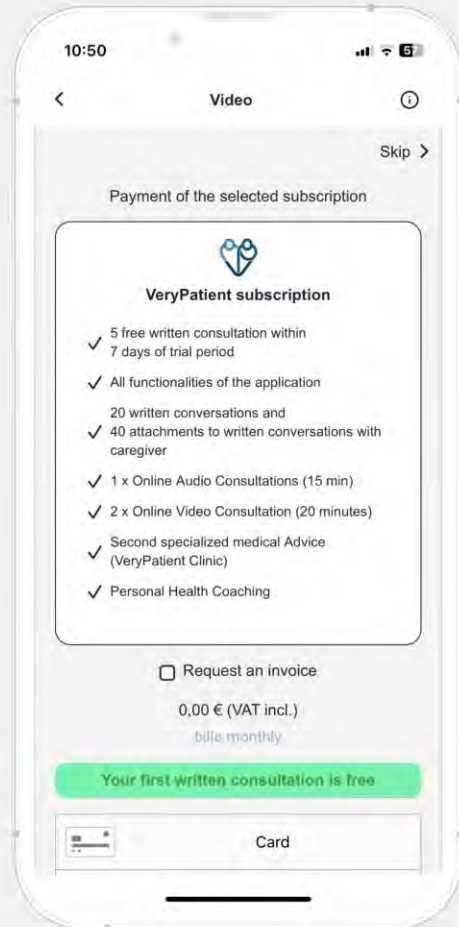 10:50
57
Video
Skip
Payment of the selected subscription
VeryPatient subscription
5 free written consultation within
7 days of trial period
All functionalities of the application
20 written conversations and
40 attachments to written conversations with
caregiver
1 x Online Audio Consultations (15 min)
2 x Online Video Consultation (20 minutes)
Second specialized medical Advice
(VeryPatient Clinic)
Personal Health Coaching
Request an invoice
0,00 € (VAT incl.)
bille monthly
Your first written consultation is free
Card